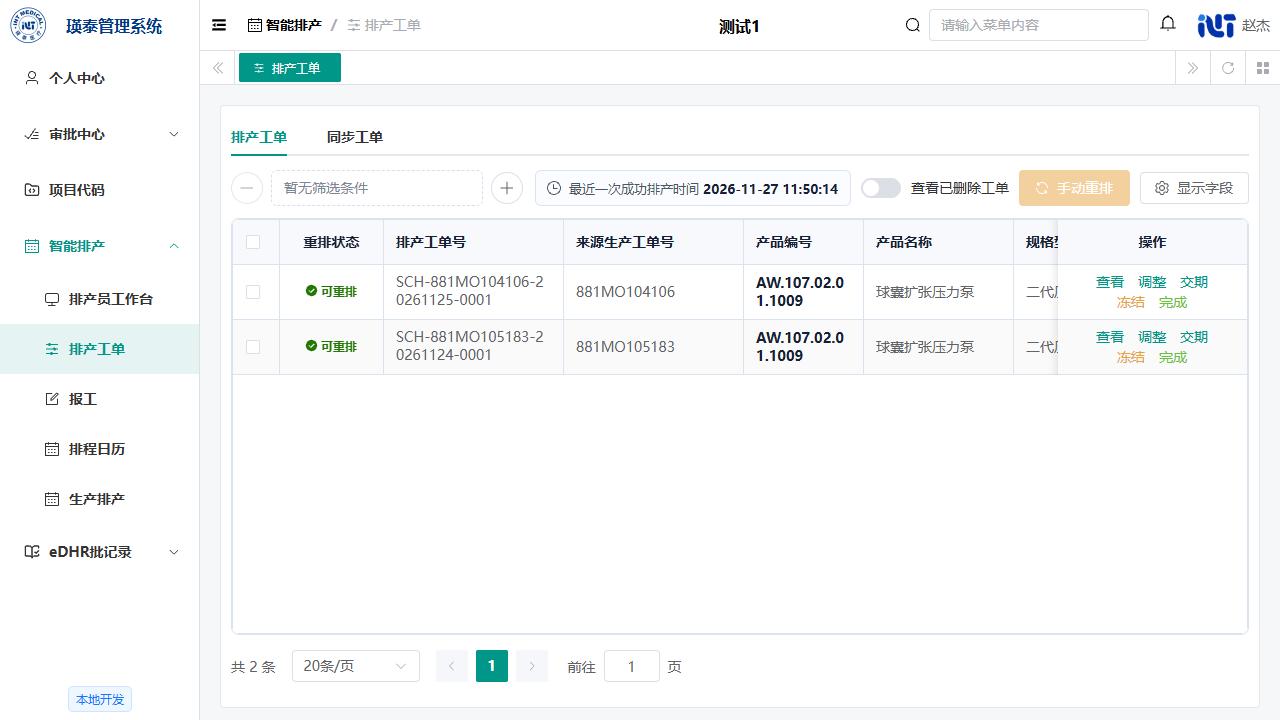 瑛泰管理系统
智能排产 / 排产工单
测试1
请输入菜单内容
赵杰
个人中心
审批中心
项目代码
智能排产
排产员工作台
排产工单
报工
排程日历
生产排产
eDHR批记录
本地开发
排产工单
排产工单 同步工单
暂无筛选条件
最近一次成功排产时间 2026-11-27 11:50:14
查看已删除工单
手动重排
显示字段
重排状态 排产工单号 来源生产工单号 产品编号 产品名称 规格 操作
可重排 SCH-881MO104106-2
0261125-0001
881MO104106
AW.107.02.0
1.1009
球囊扩张压力泵 二代
查看 调整 交期
冻结 完成
可重排 SCH-881MO105183-2
0261124-0001
881MO105183
AW.107.02.0
1.1009
球囊扩张压力泵 二代
查看 调整 交期
冻结 完成
共 2 条 20条/页 1 前往 1 页